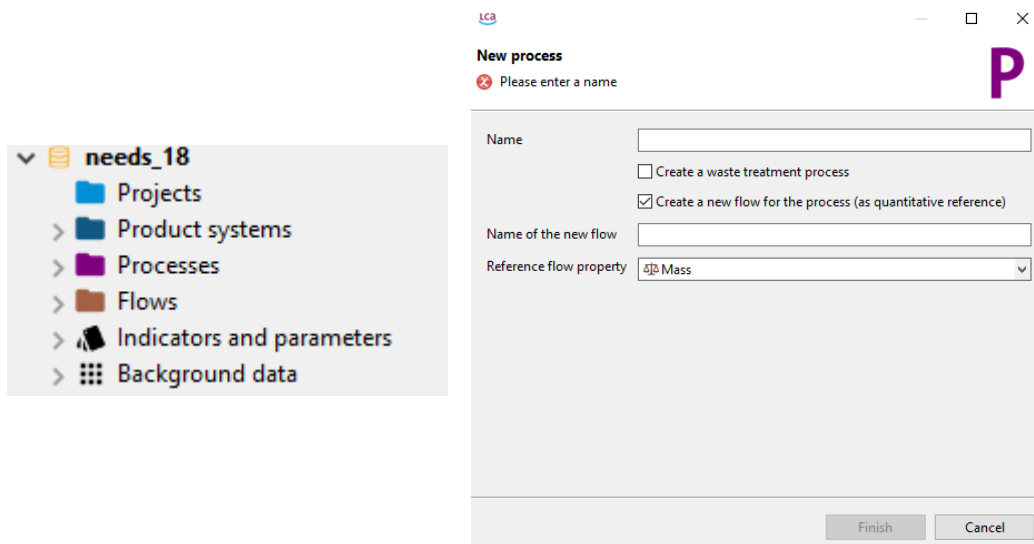 needs_18
Projects
Product systems
Processes
Flows
Indicators and parameters
Background data
LCA
New process
Please enter a name
P
Name
Create a waste treatment process
Create a new flow for the process (as quantitative reference)
Name of the new flow
Reference flow property
Mass
Finish
Cancel